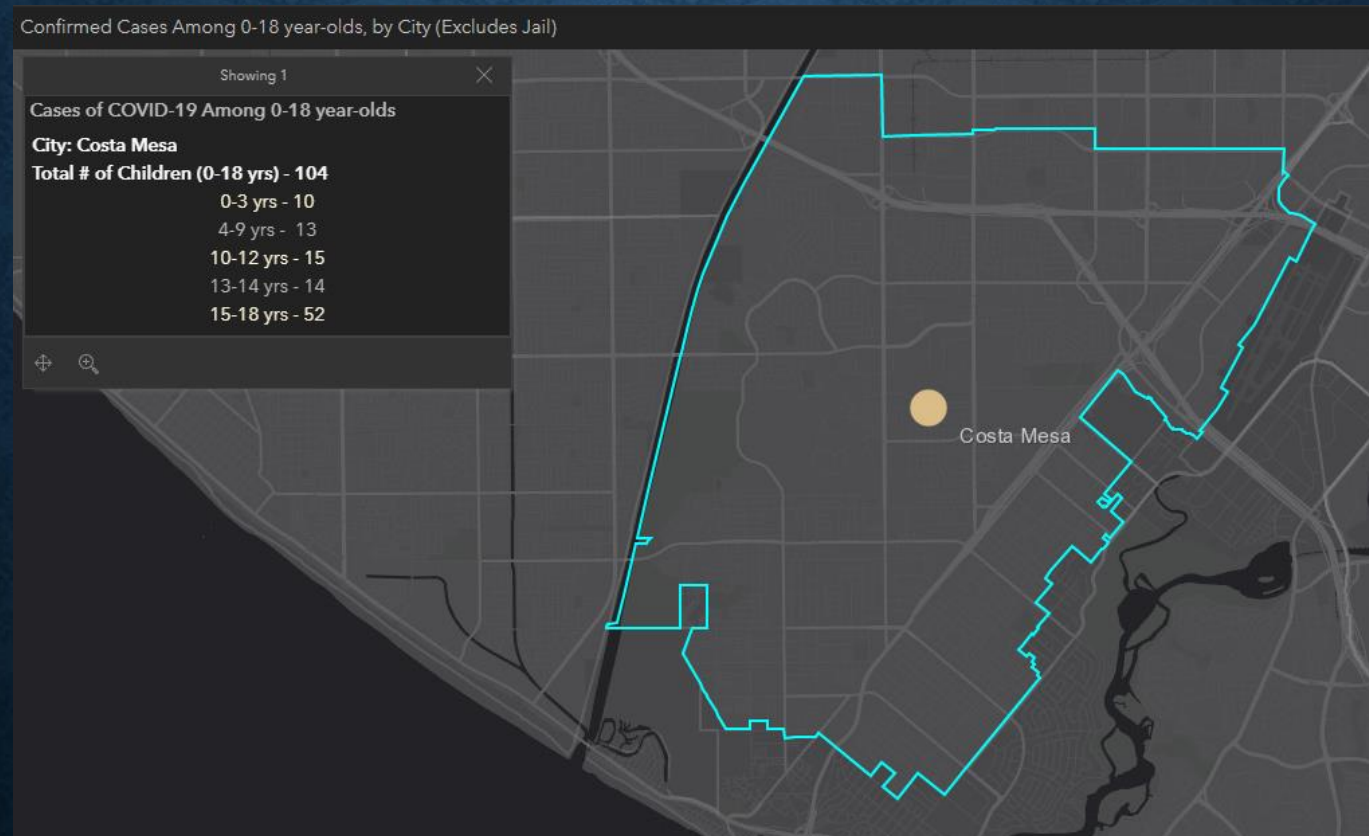 Confirmed Cases Among 0-18 year-olds, by City (Excludes Jail)
Showing 1
Cases of COVID-19 Among 0-18 year-olds
City: Costa Mesa
Total # of Children (0-18 yrs) - 104
0-3 yrs - 10
4-9 yrs - 13
10-12 yrs - 15
13-14 yrs - 14
15-18 yrs - 52
Costa Mesa